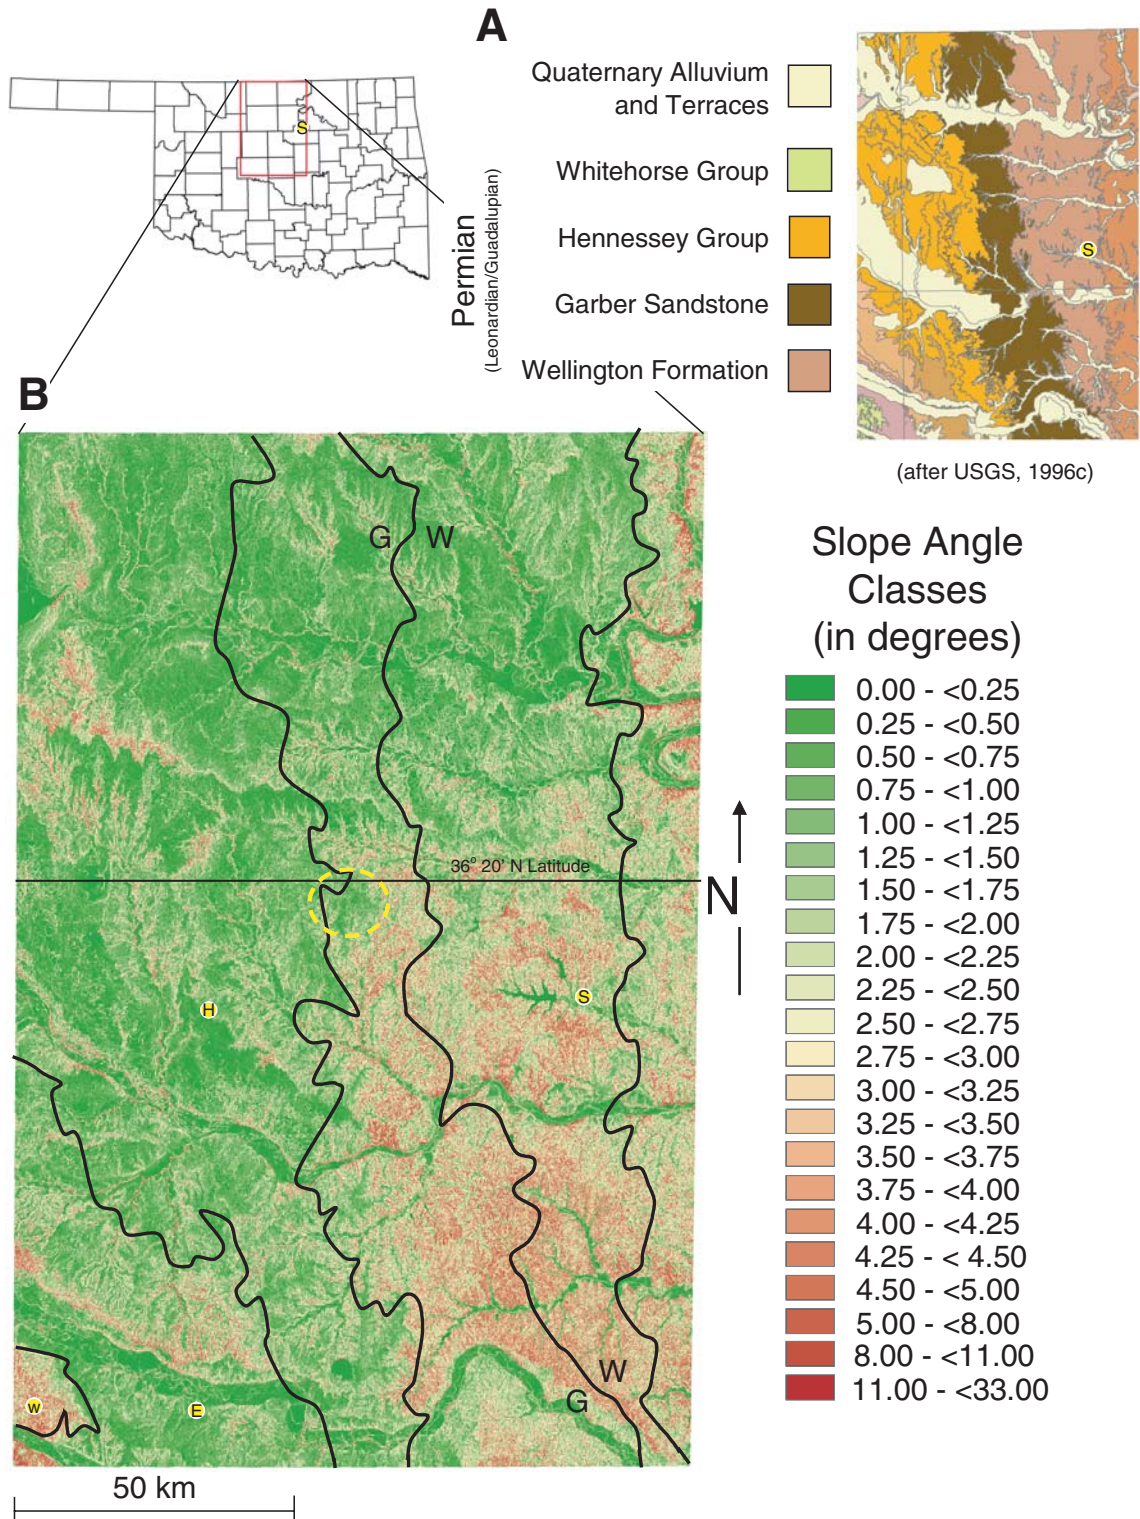 A
S
Quaternary Alluvium
and Terraces
Whitehorse Group
Hennessey Group
Garber Sandstone
Wellington Formation
Permian
(Leonardian/Guadalupian)
S
(after USGS, 1996c)
B
G W
36° 20' N Latitude
H
S
W
G
w
E
50 km
N
Slope Angle
Classes
(in degrees)
0.00 - <0.25
0.25 - <0.50
0.50 - <0.75
0.75 - <1.00
1.00 - <1.25
1.25 - <1.50
1.50 - <1.75
1.75 - <2.00
2.00 - <2.25
2.25 - <2.50
2.50 - <2.75
2.75 - <3.00
3.00 - <3.25
3.25 - <3.50
3.50 - <3.75
3.75 - <4.00
4.00 - <4.25
4.25 - < 4.50
4.50 - <5.00
5.00 - <8.00
8.00 - <11.00
11.00 - <33.00